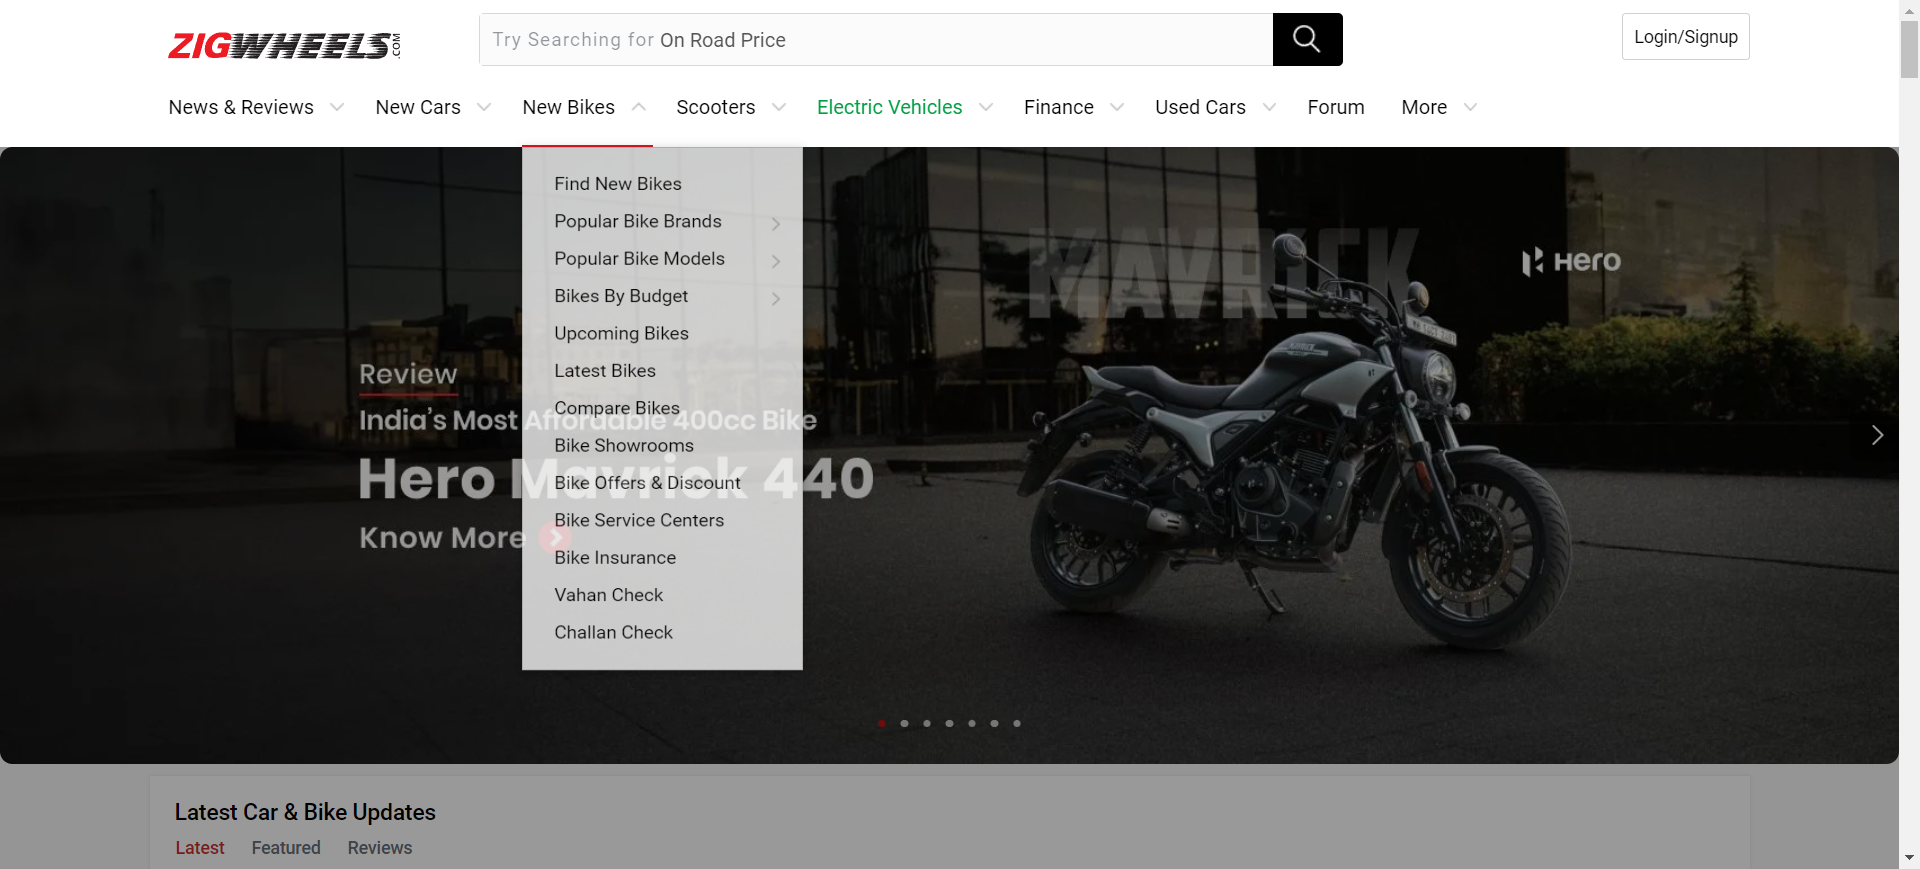 ZIGWHEELS.COM
Try Searching for On Road Price
Login/Signup
News & Reviews
New Cars
New Bikes
Scooters
Electric Vehicles
Finance
Used Cars
Forum
More
Find New Bikes
Popular Bike Brands
Popular Bike Models
Bikes By Budget
Upcoming Bikes
Latest Bikes
Compare Bikes
Bike Showrooms
Bike Offers & Discount
Bike Service Centers
Bike Insurance
Vahan Check
Challan Check
Review
India's Most Affordable 400cc Bike
Hero Mavrick 440
Know More
MAVRICK
Hero
Latest Car & Bike Updates
Latest
Featured
Reviews